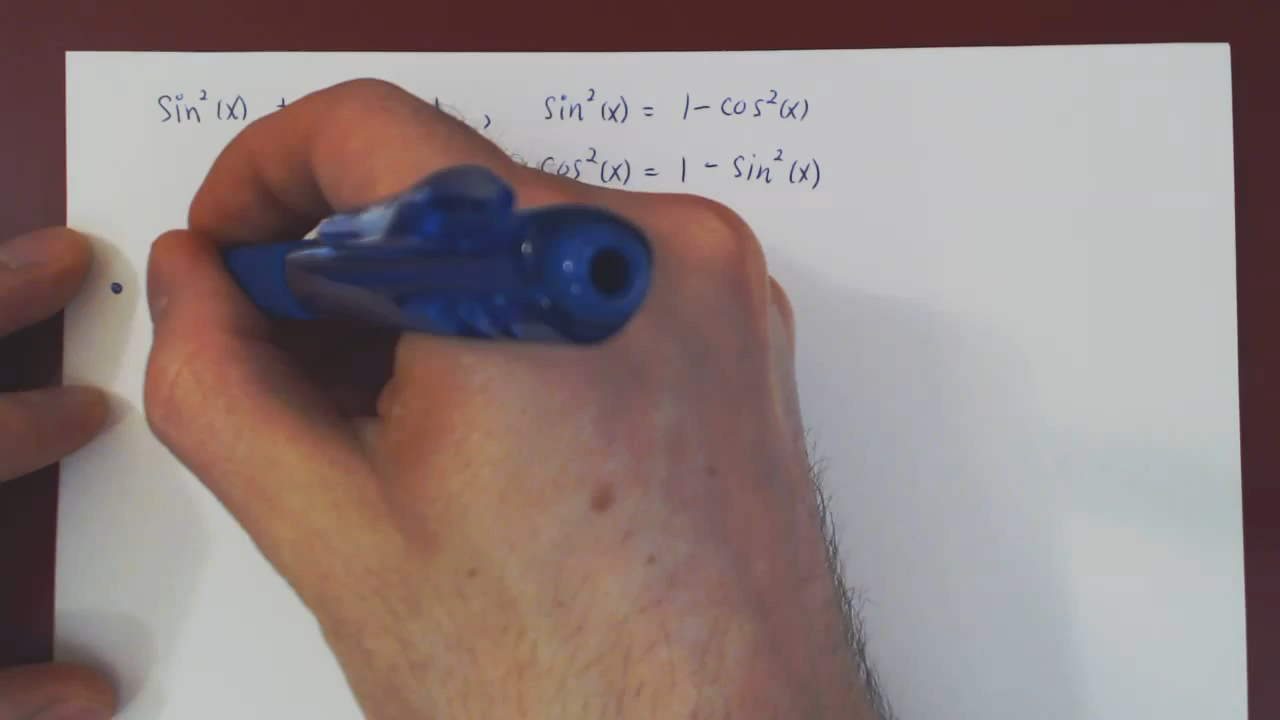 Sin²(x) + , Sin²(x) = 1 - cos²(x)
cos²(x) = 1 - Sin²(x)